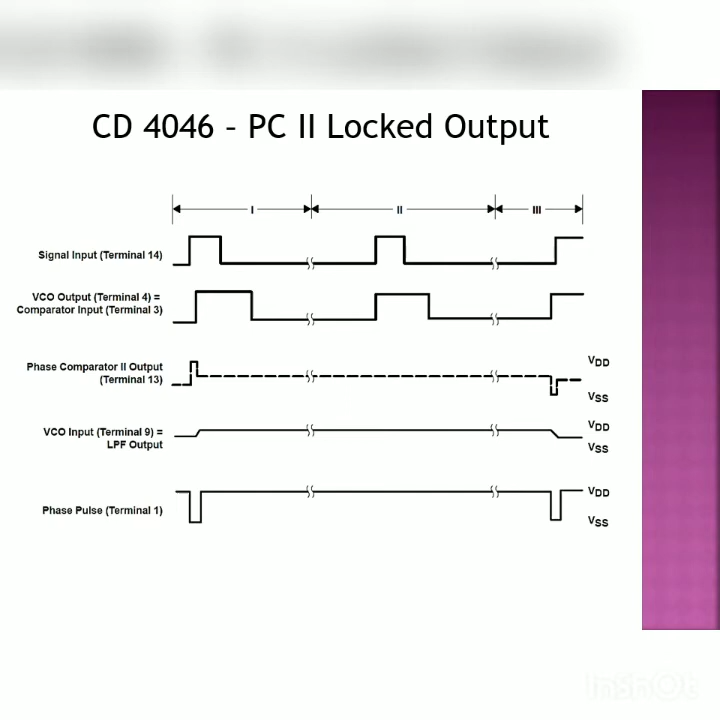 CD 4046 - PC II Locked Output
I II III
Signal Input (Terminal 14)
VCO Output (Terminal 4) =
Comparator Input (Terminal 3)
Phase Comparator II Output
(Terminal 13)
VDD
VSS
VCO Input (Terminal 9) =
LPF Output
VDD
VSS
Phase Pulse (Terminal 1)
VDD
VSS